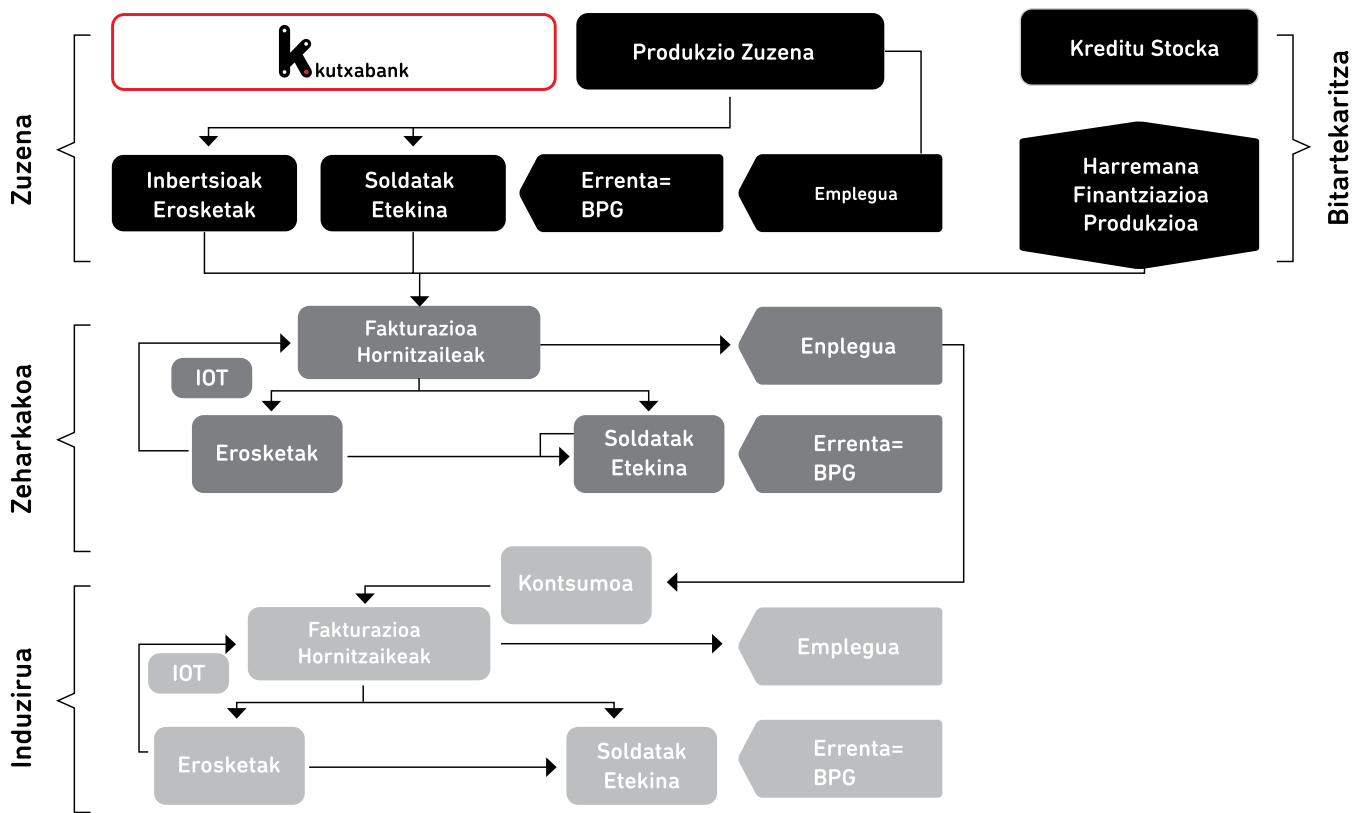 kutxabank
Produkzio Zuzena
Kreditu Stocka
Zuzena
Bitartekaritza
Inbertsioak
Erosketak
Soldatak
Etekina
Errenta=
BPG
Emplegua
Harremana
Finantziazioa
Produkzioa
Zeharkakoa
Fakturazioa
Hornitzaileak
Enplegua
IOT
Erosketak
Soldatak
Etekina
Errenta=
BPG
Induzirua
Kontsumoa
Fakturazioa
Hornitzaikeak
Emplegua
IOT
Erosketak
Soldatak
Etekina
Errenta=
BPG